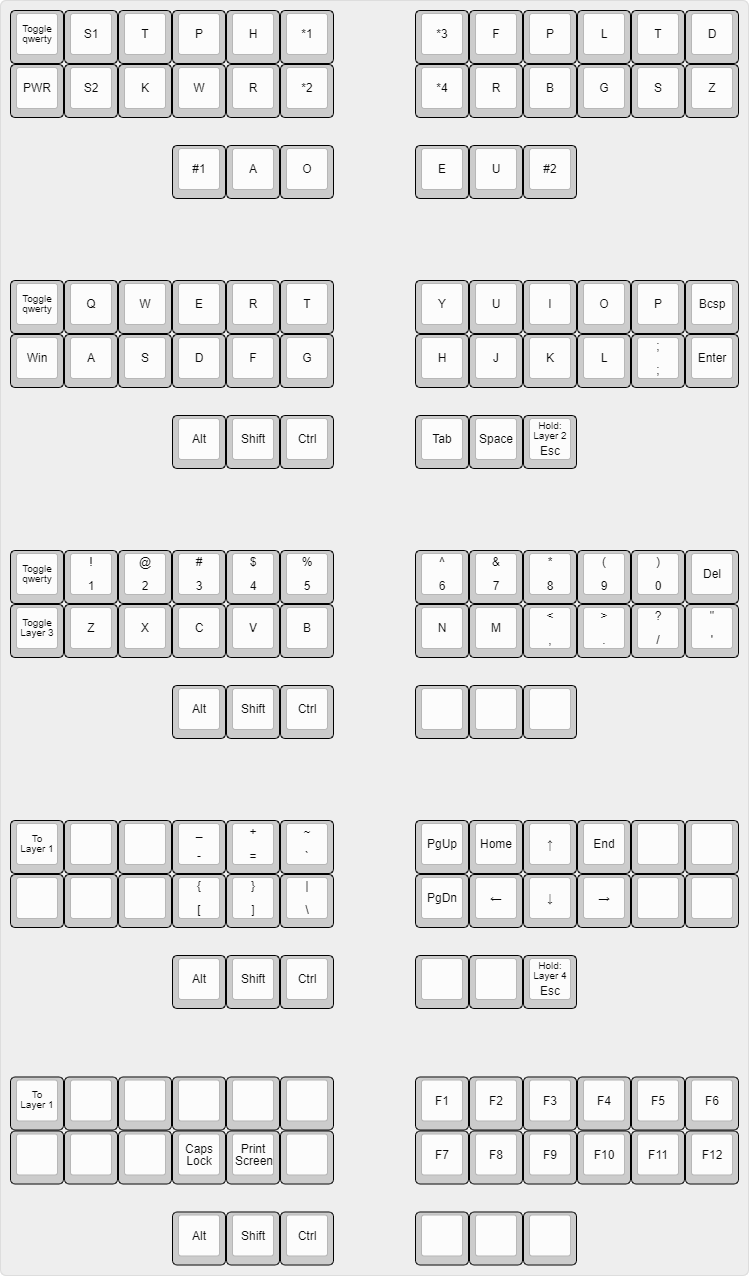 Toggle qwerty S1 T P H *1 *3 F P L T D
PWR S2 K W R *2 *4 R B G S Z
#1 A O E U #2
Toggle qwerty Q W E R T Y U I O P Bcsp
Win A S D F G H J K L ; ; Enter
Alt Shift Ctrl Tab Space Hold: Layer 2 Esc
Toggle qwerty ! 1 @ 2 # 3 $ 4 % 5 ^ 6 & 7 * 8 ( 9 ) 0 Del
Toggle Layer 3 Z X C V B N M < , > . ? / " '
Alt Shift Ctrl
To Layer 1 _ - + = ~ ` PgUp Home ↑ End
{ [ } ] | \ PgDn ← ↓ →
Alt Shift Ctrl Hold: Layer 4 Esc
To Layer 1 F1 F2 F3 F4 F5 F6
Caps Lock Print Screen F7 F8 F9 F10 F11 F12
Alt Shift Ctrl